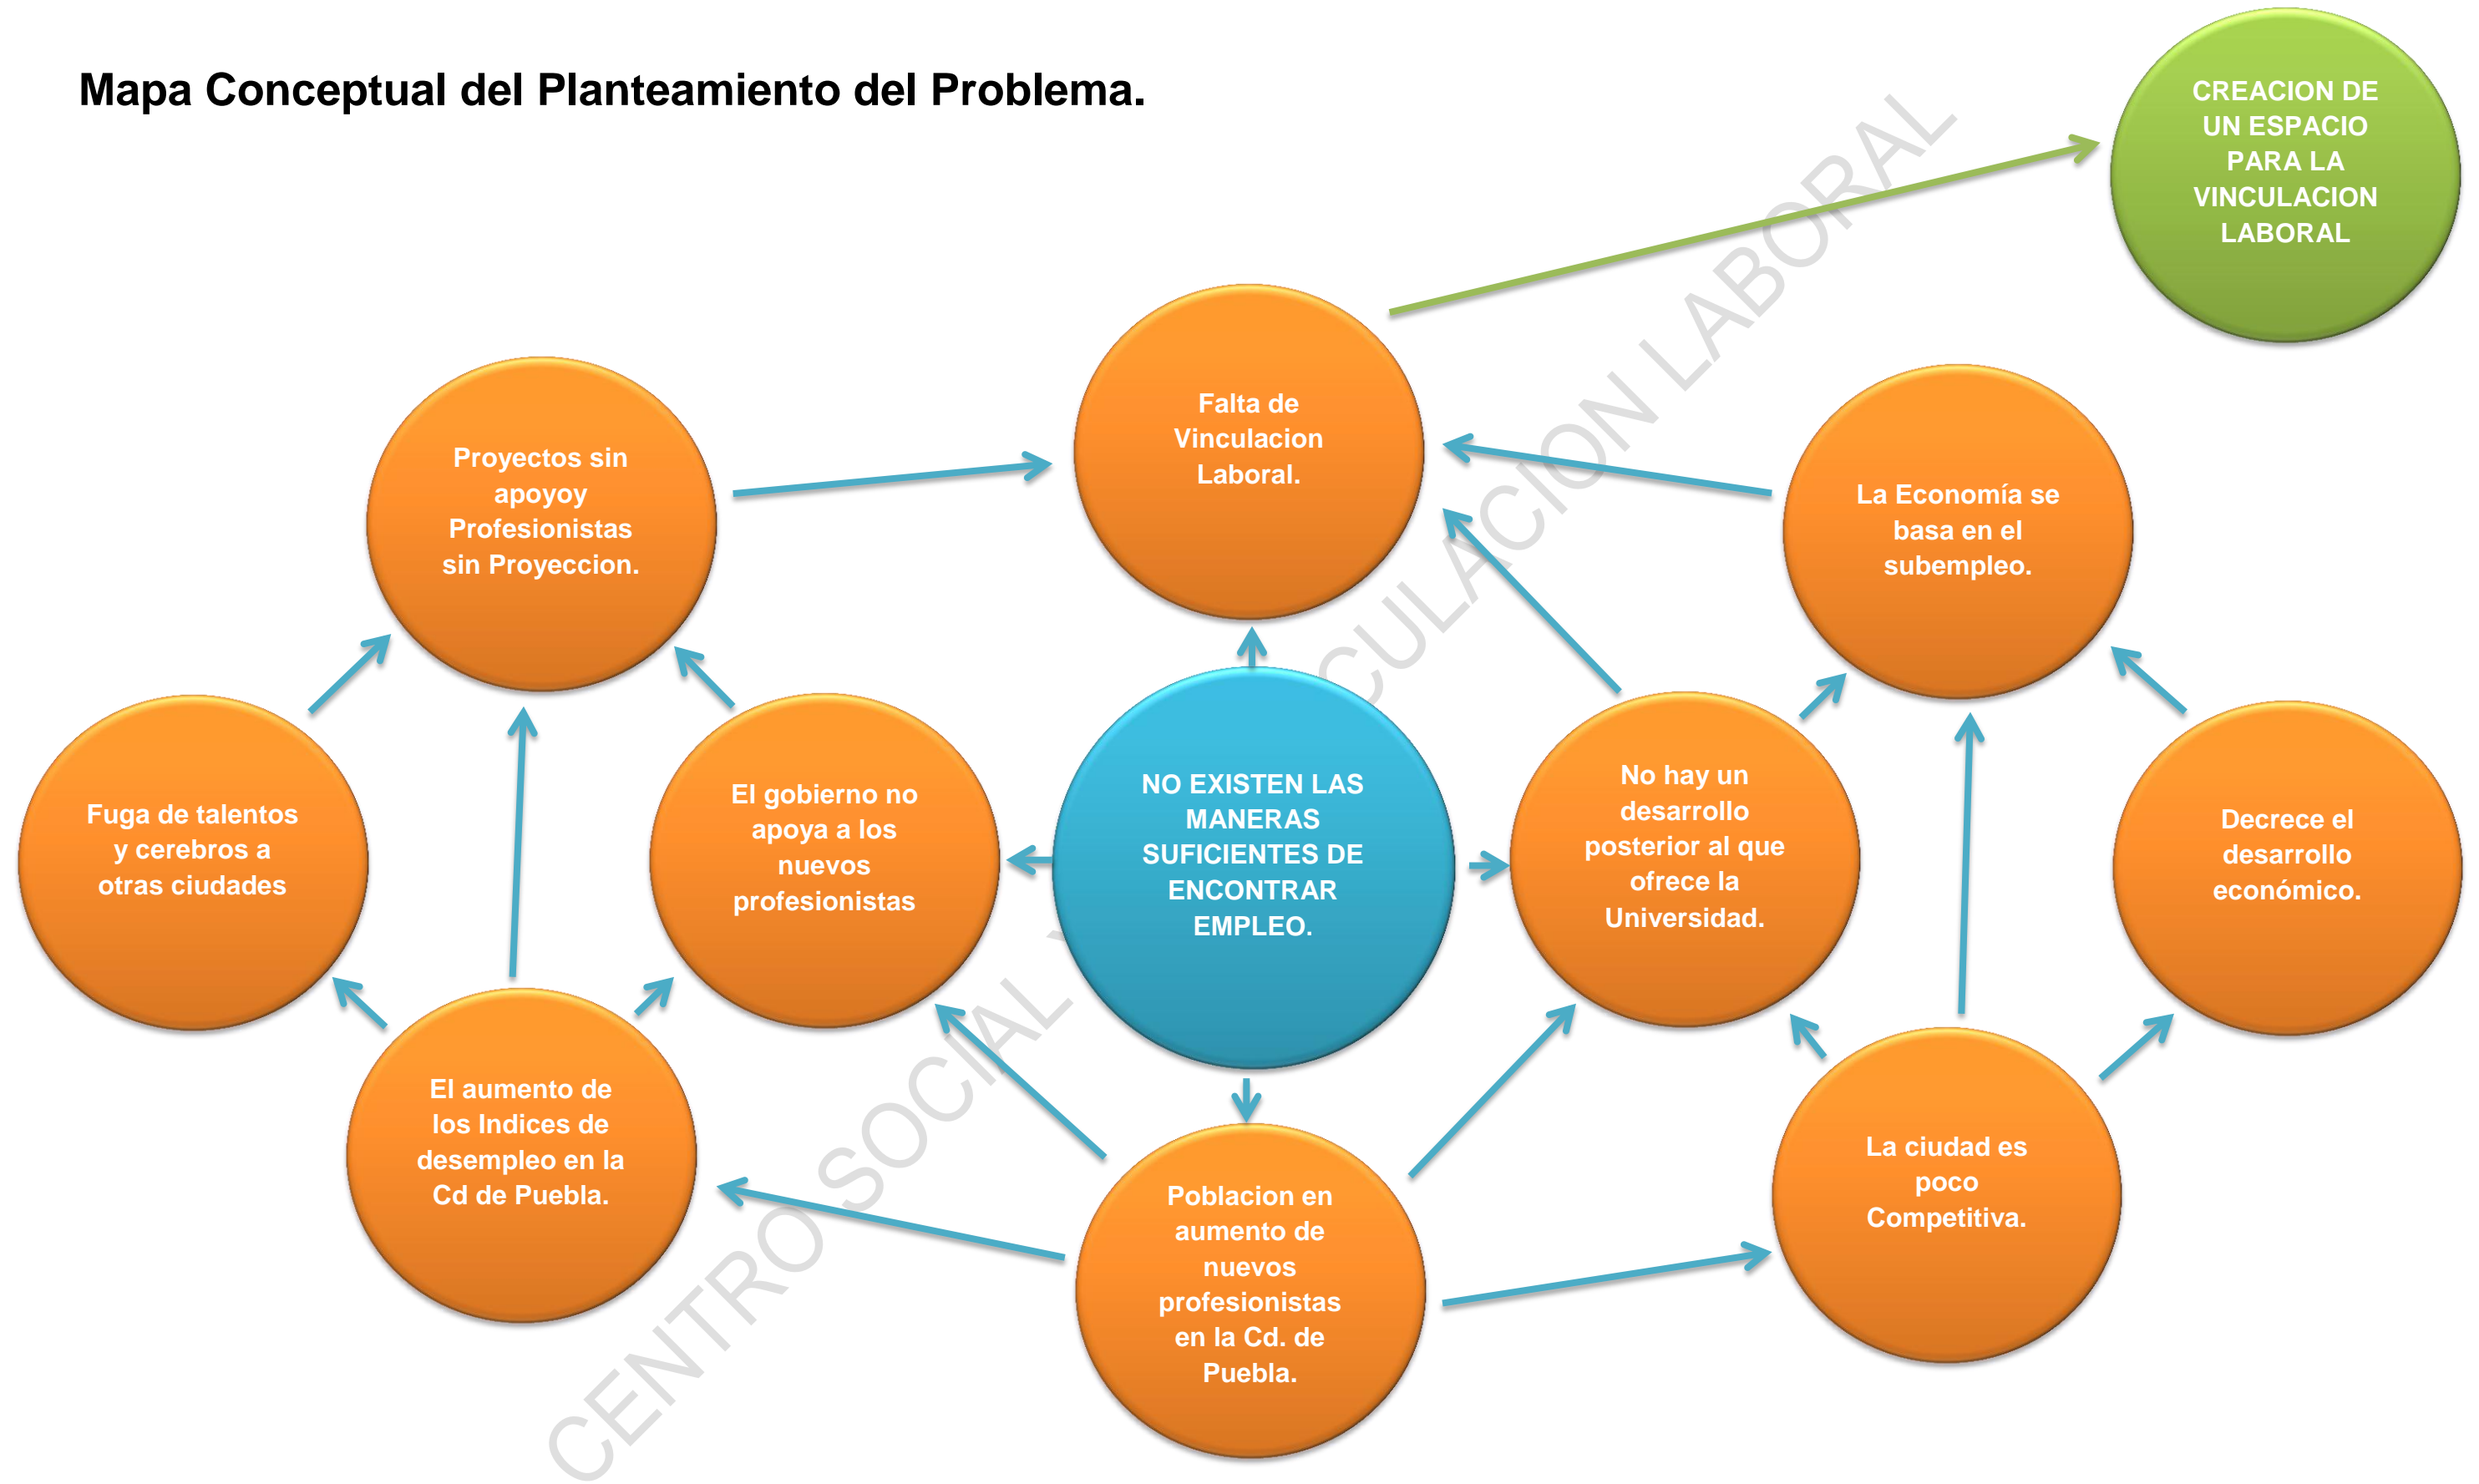 Mapa Conceptual del Planteamiento del Problema.
CREACION DE
UN ESPACIO
PARA LA
VINCULACION
LABORAL
Falta de
Vinculacion
Laboral.
Proyectos sin
apoyoy
Profesionistas
sin Proyeccion.
La Economía se
basa en el
subempleo.
Fuga de talentos
y cerebros a
otras ciudades
El gobierno no
apoya a los
nuevos
profesionistas
NO EXISTEN LAS
MANERAS
SUFICIENTES DE
ENCONTRAR
EMPLEO.
No hay un
desarrollo
posterior al que
ofrece la
Universidad.
Decrece el
desarrollo
económico.
El aumento de
los Indices de
desempleo en la
Cd de Puebla.
Poblacion en
aumento de
nuevos
profesionistas
en la Cd. de
Puebla.
La ciudad es
poco
Competitiva.
CENTRO SOCIAL CULACION LABORAL